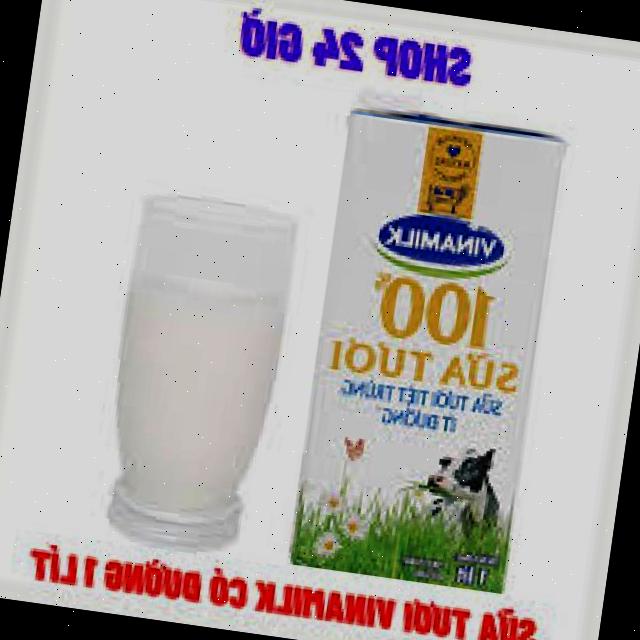 SHOP 24 GIỜ
VINAMILK
100%
SỮA TƯƠI
SỮA TƯƠI TIỆT TRÙNG
ÍT ĐƯỜNG
1 LÍT
SỮA TƯƠI VINAMILK CÓ ĐƯỜNG 1 LÍT